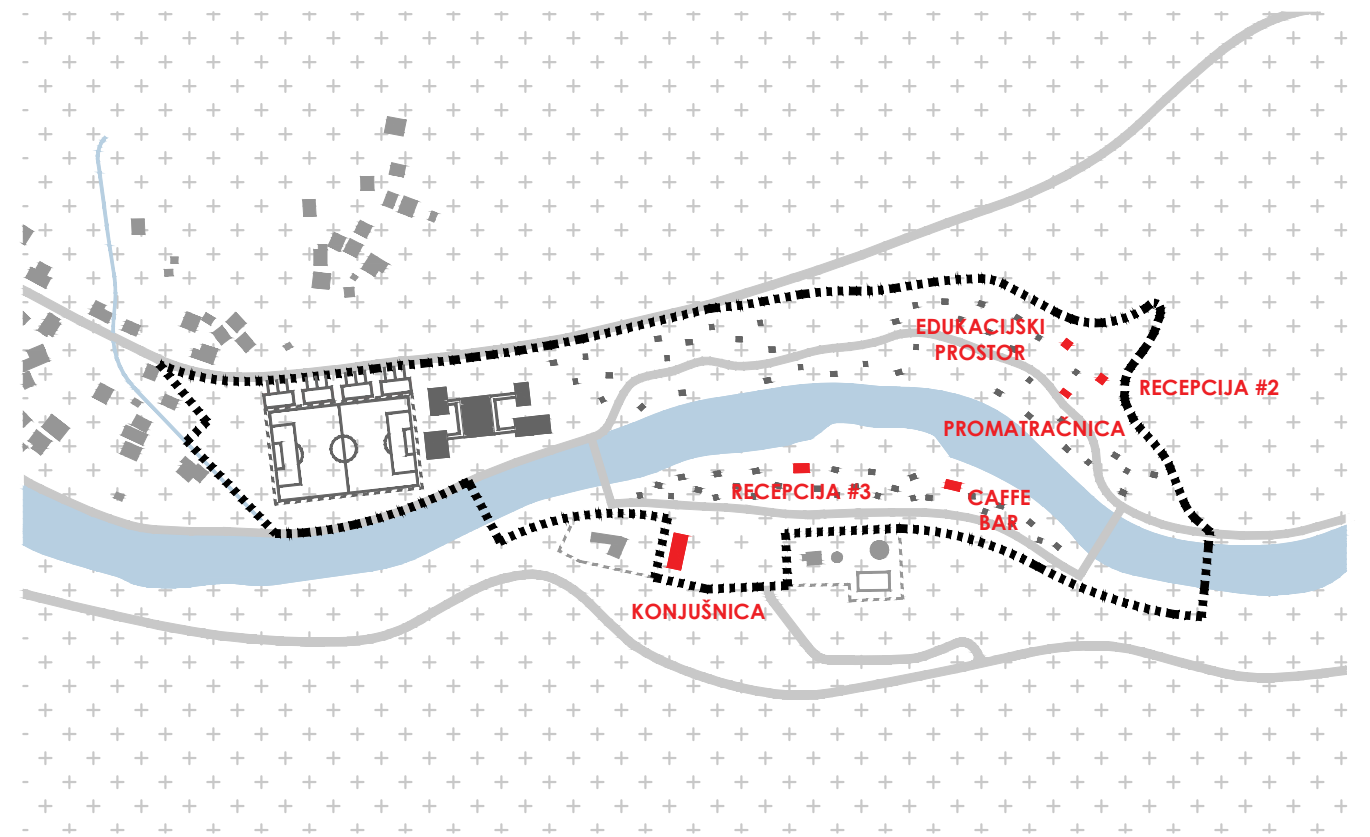 EDUKACIJSKI
PROSTOR
RECEPCIJA #2
PROMATRAČNICA
RECEPCIJA #3
CAFFE
BAR
KONJUŠNICA